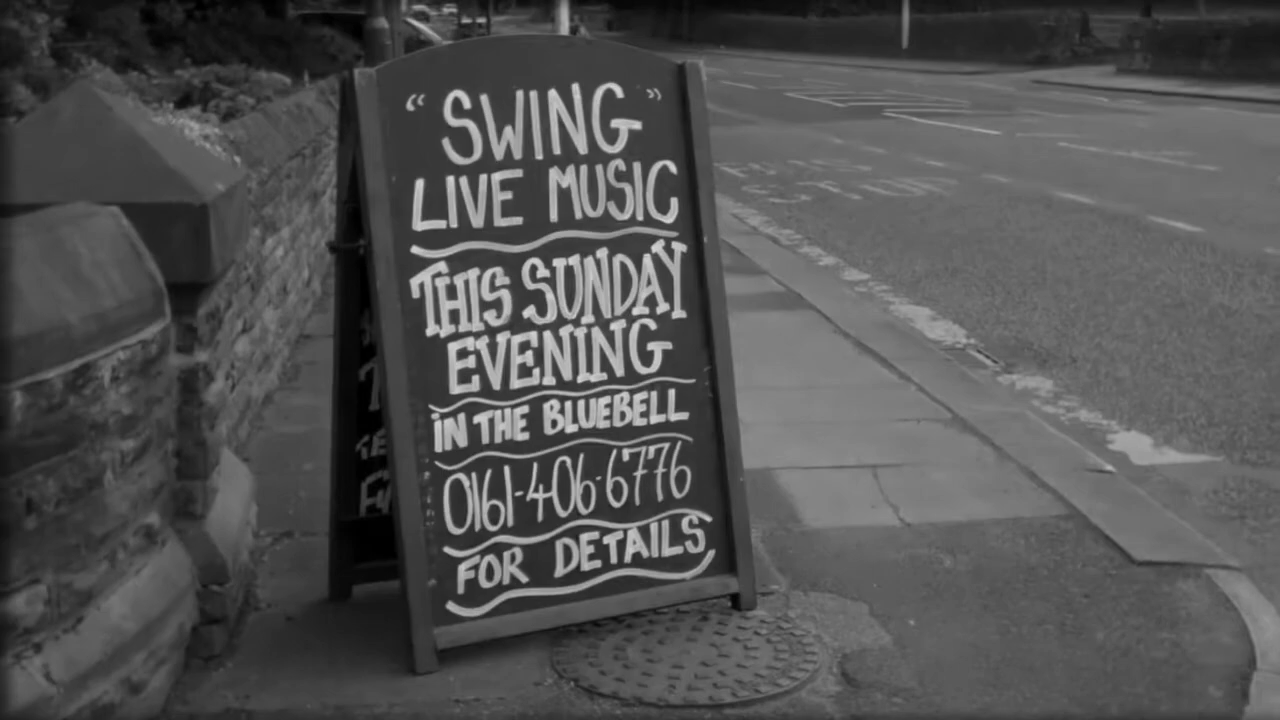 “SWING”
LIVE MUSIC
THIS SUNDAY
EVENING
IN THE BLUEBELL
0161-406-6776
FOR DETAILS